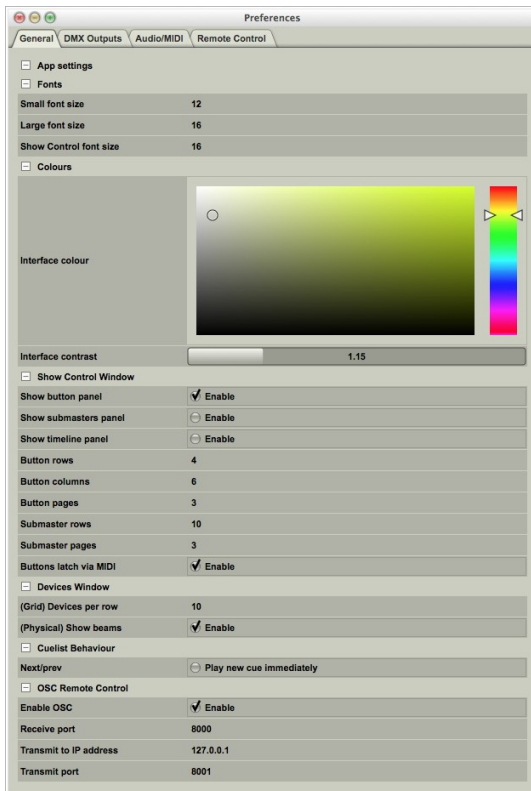 Preferences
General DMX Outputs Audio/MIDI Remote Control
App settings
Fonts
Small font size 12
Large font size 16
Show Control font size 16
Colours
Interface colour
Interface contrast 1.15
Show Control Window
Show button panel Enable
Show submasters panel Enable
Show timeline panel Enable
Button rows 4
Button columns 6
Button pages 3
Submaster rows 10
Submaster pages 3
Buttons latch via MIDI Enable
Devices Window
(Grid) Devices per row 10
(Physical) Show beams Enable
Cuelist Behaviour
Next/prev Play new cue immediately
OSC Remote Control
Enable OSC Enable
Receive port 8000
Transmit to IP address 127.0.0.1
Transmit port 8001